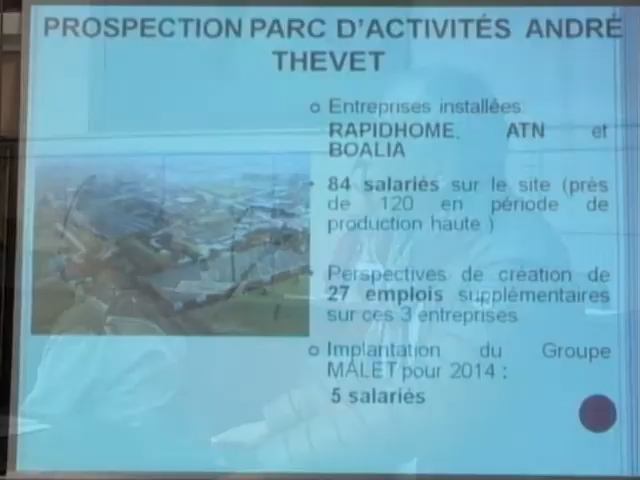 PROSPECTION PARC D'ACTIVITÉS ANDRÉ
THEVET
o Entreprises installées
RAPIDHOME, ATN et
BOALIA
84 salariés sur le site (près
de 120 en période de
production haute )
Perspectives de création de
27 emplois supplémentaires
sur ces 3 entreprises
o Implantation du Groupe
MALET pour 2014 :
5 salariés